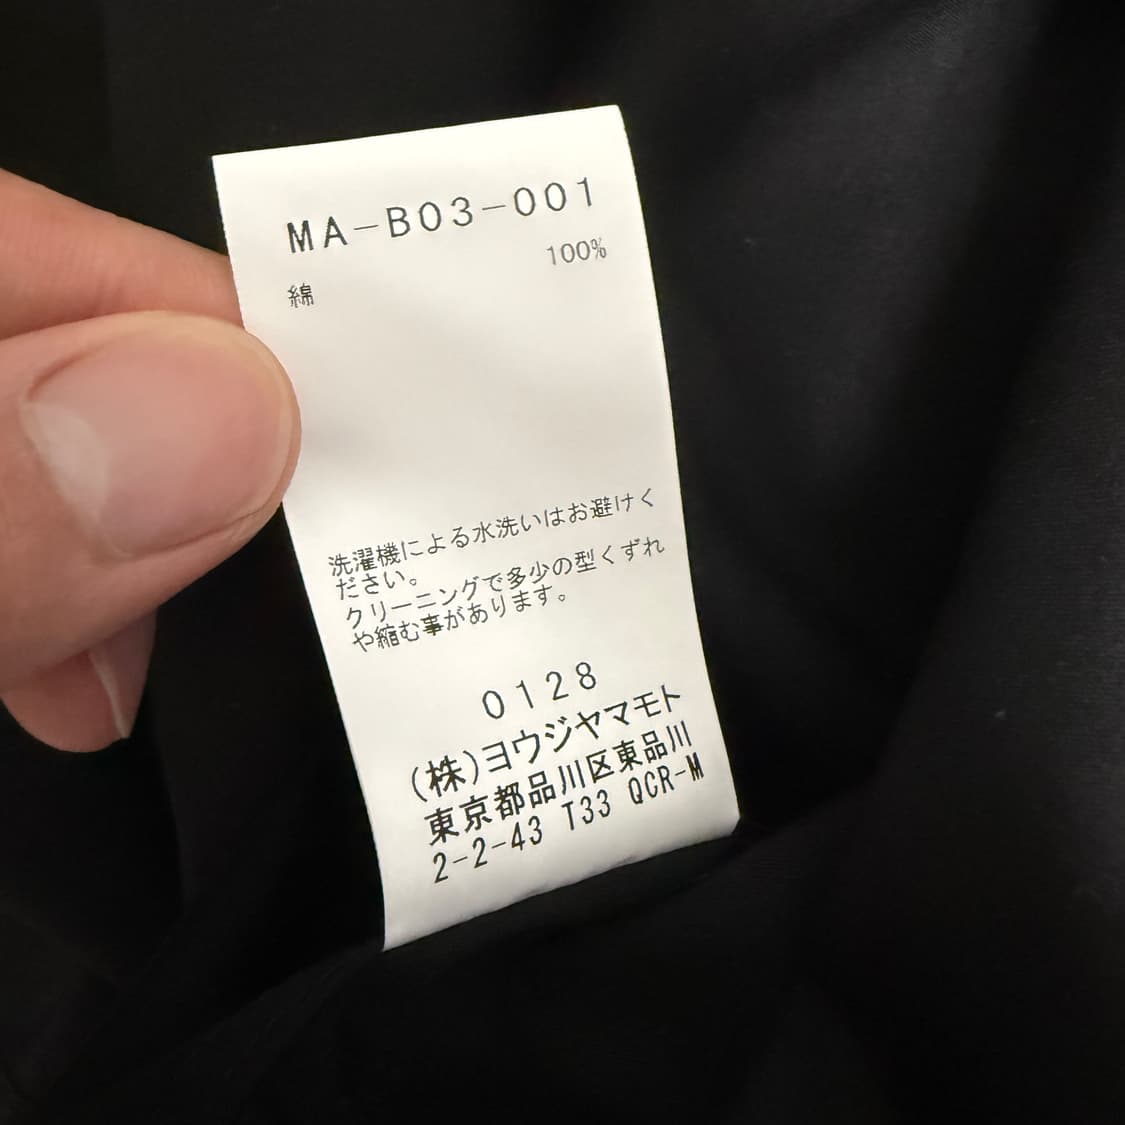 MA-B03-001
100%
綿
洗濯機による水洗いはお避けく
ださい。
クリーニングで多少の型くずれ
や縮む事があります。
0128
(株)ヨウジヤマモト
東京都品川区東品川
2-2-43 T33 QCR-M